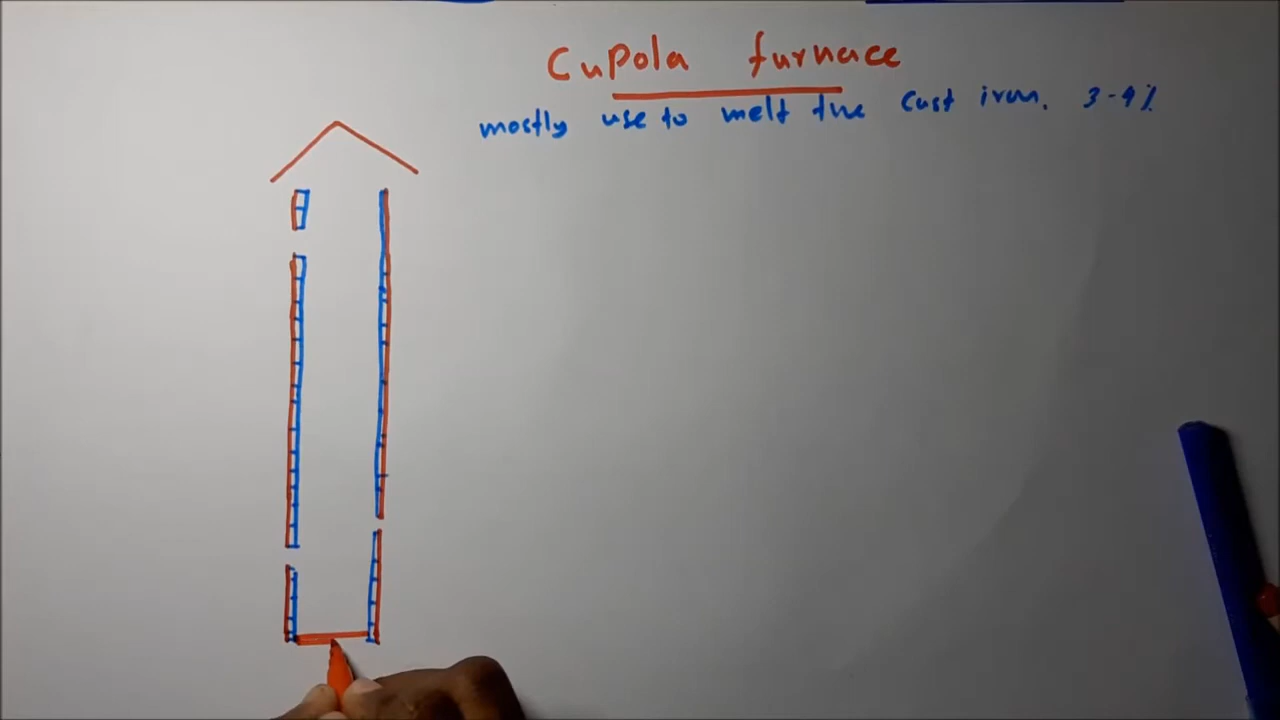 Cupola furnace
mostly use to melt the Cast iron. 3-4%